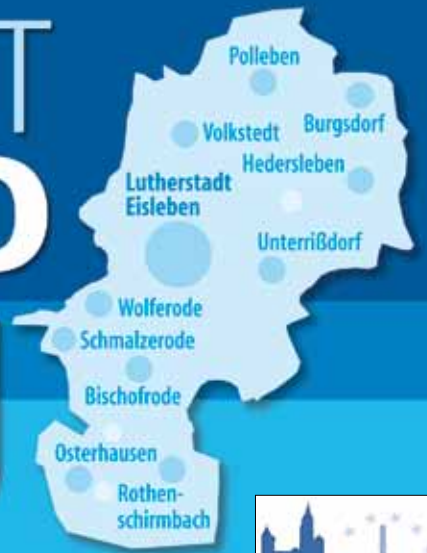 T
Polleben
Burgsdorf
Volkstedt
Hedersleben
Lutherstadt
Eisleben
Unterrißdorf
Wolferode
Schmalzerode
Bischofrode
Osterhausen
Rothen-
schirmbach